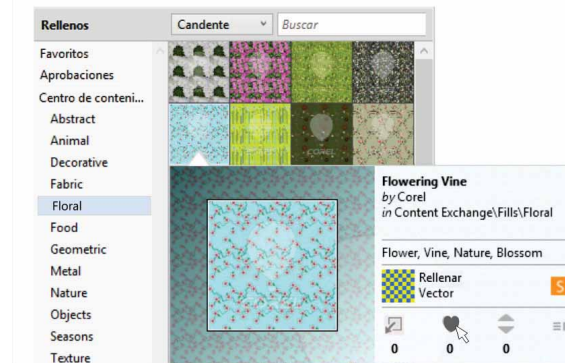 Rellenos
Candente
Buscar
Favoritos
Aprobaciones
Centro de conteni...
Abstract
Animal
Decorative
Fabric
Floral
Food
Geometric
Metal
Nature
Objects
Seasons
Texture
Flowering Vine
by Corel
in Content Exchange\Fills\Floral
Flower, Vine, Nature, Blossom
Rellenar
Vector
S
0 0 0